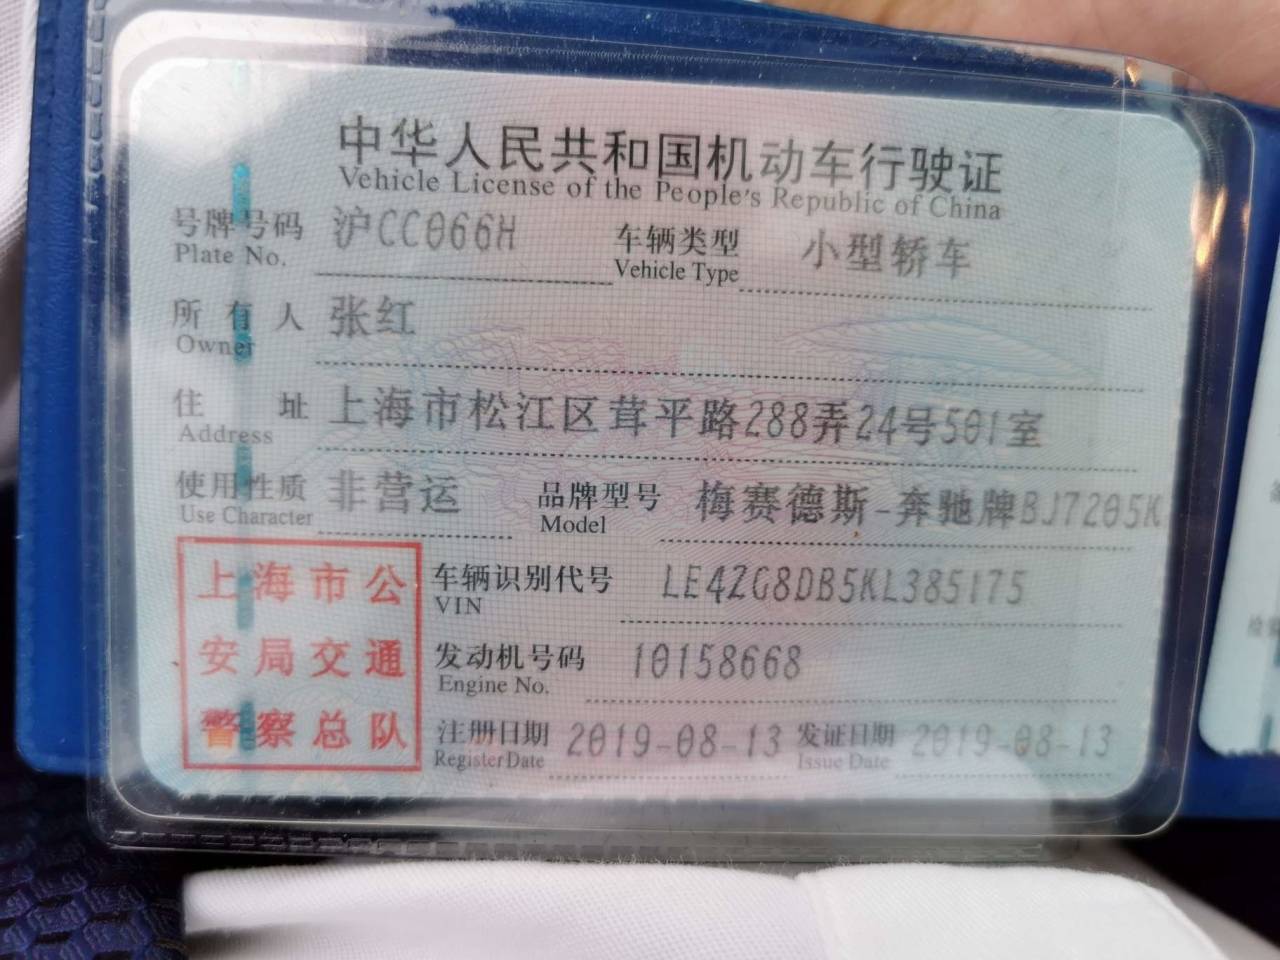 中华人民共和国机动车行驶证
Vehicle License of the People's Republic of China
号牌号码 沪CC066H 车辆类型 小型轿车
Plate No. Vehicle Type
所有人 张红
Owner
住址 上海市松江区茸平路288弄24号501室
Address
使用性质 非营运 品牌型号 梅赛德斯-奔驰牌BJ7205K
Use Character Model
上海市公
安局交通
警察总队
车辆识别代号 LE4ZG8DB5KL385175
VIN
发动机号码 10158668
Engine No.
注册日期 2019-08-13 发证日期 2019-08-13
Register Date Issue Date